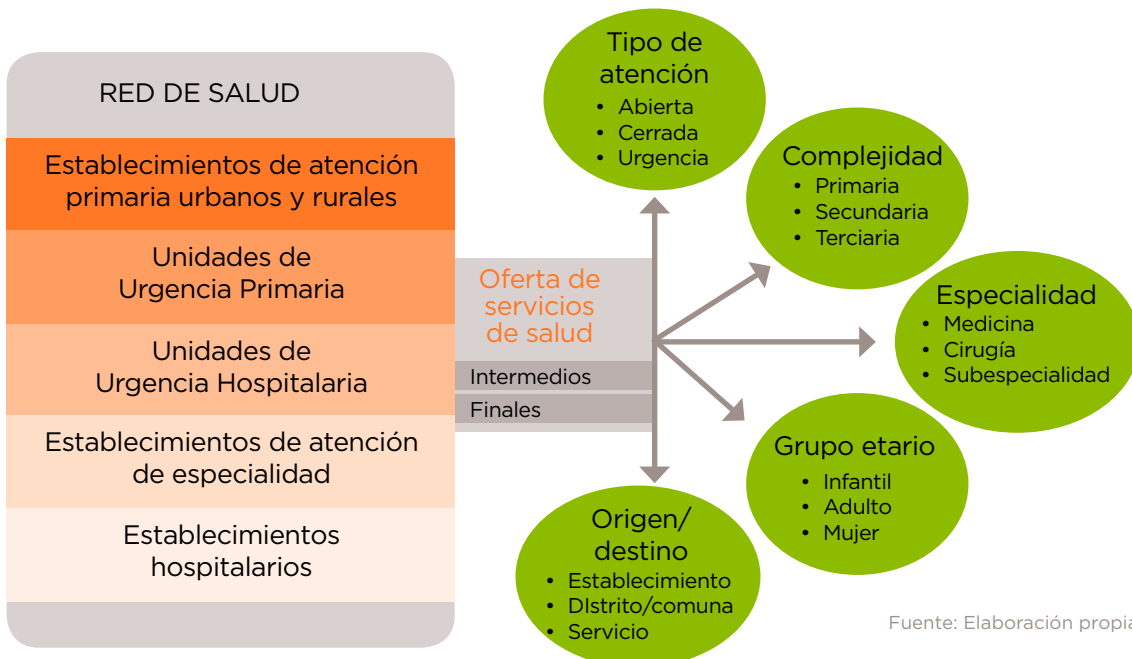 RED DE SALUD
Establecimientos de atención
primaria urbanos y rurales
Unidades de
Urgencia Primaria
Unidades de
Urgencia Hospitalaria
Establecimientos de atención
de especialidad
Establecimientos
hospitalarios
Oferta de
servicios
de salud
Intermedios
Finales
Tipo de
atención
• Abierta
• Cerrada
• Urgencia
Complejidad
• Primaria
• Secundaria
• Terciaria
Especialidad
• Medicina
• Cirugía
• Subespecialidad
Grupo etario
• Infantil
• Adulto
• Mujer
Origen/
destino
• Establecimiento
• DIstrito/comuna
• Servicio
Fuente: Elaboración propia